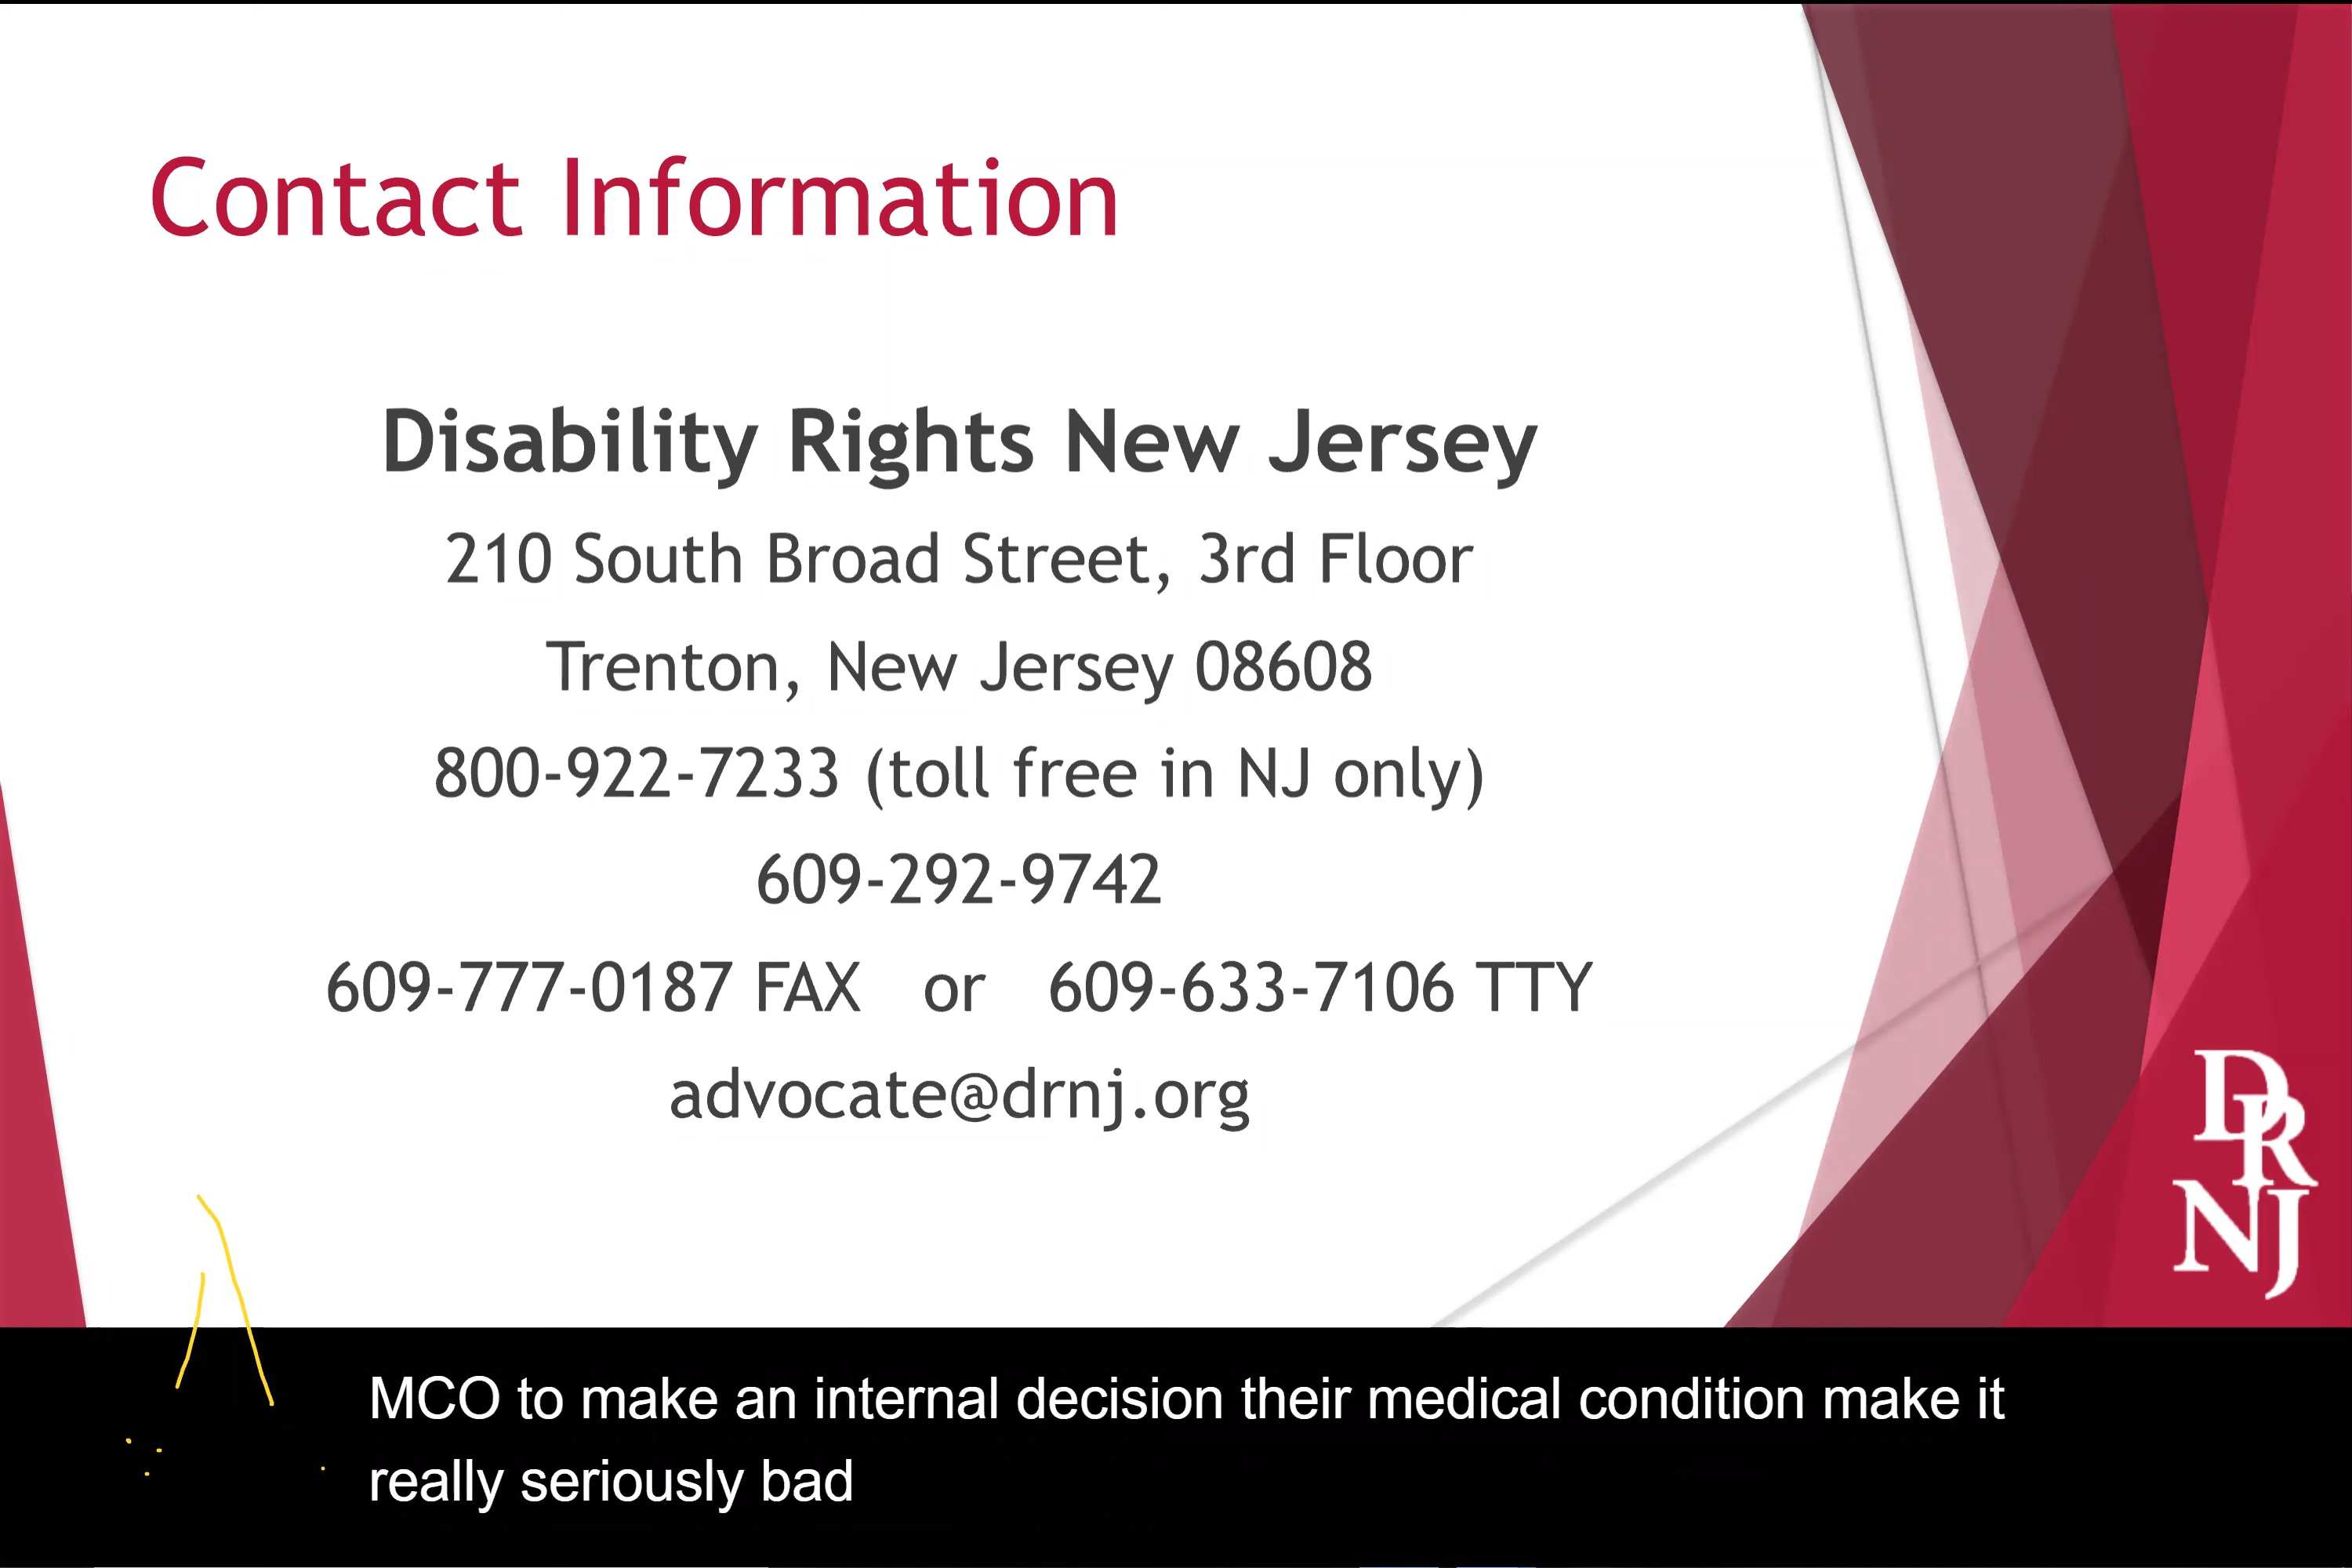 Contact Information
Disability Rights New Jersey
210 South Broad Street, 3rd Floor
Trenton, New Jersey 08608
800-922-7233 (toll free in NJ only)
609-292-9742
609-777-0187 FAX or 609-633-7106 TTY
advocate@drnj.org
DR
NJ
MCO to make an internal decision their medical condition make it
really seriously bad